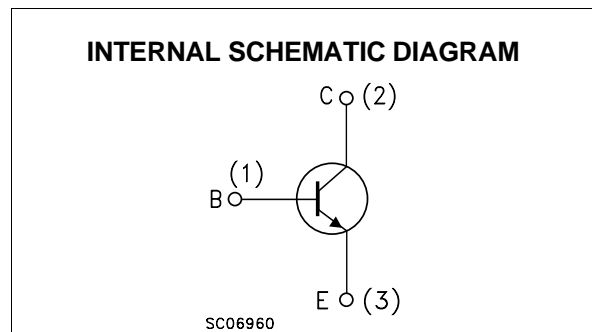 INTERNAL SCHEMATIC DIAGRAM
C (2)
(1)
B
E (3)
SC06960